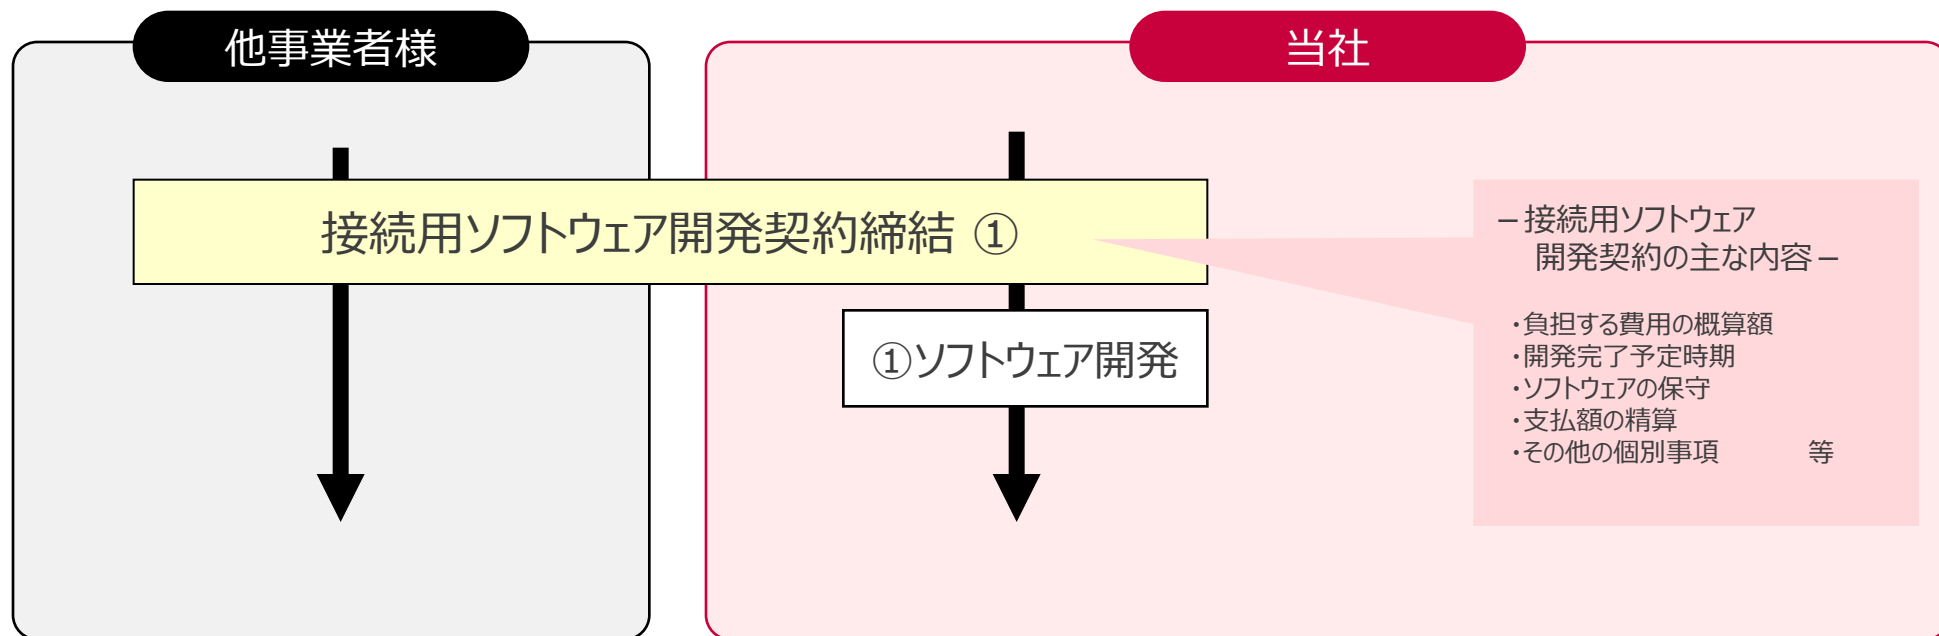 他事業者様
当社
接続用ソフトウェア開発契約締結 ①
①ソフトウェア開発
－接続用ソフトウェア
開発契約の主な内容－
・負担する費用の概算額
・開発完了予定時期
・ソフトウェアの保守
・支払額の精算
・その他の個別事項　　　等